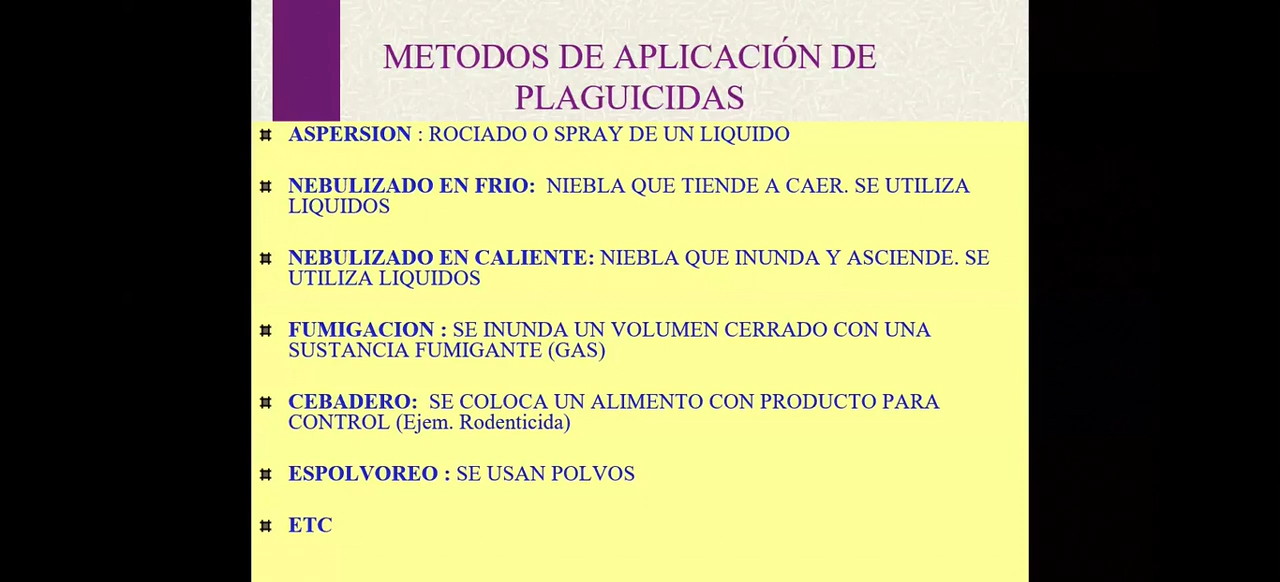 METODOS DE APLICACIÓN DE
PLAGUICIDAS
ASPERSION : ROCIADO O SPRAY DE UN LIQUIDO
NEBULIZADO EN FRIO: NIEBLA QUE TIENDE A CAER. SE UTILIZA
LIQUIDOS
NEBULIZADO EN CALIENTE: NIEBLA QUE INUNDA Y ASCIENDE. SE
UTILIZA LIQUIDOS
FUMIGACION : SE INUNDA UN VOLUMEN CERRADO CON UNA
SUSTANCIA FUMIGANTE (GAS)
CEBADERO: SE COLOCA UN ALIMENTO CON PRODUCTO PARA
CONTROL (Ejem. Rodenticida)
ESPOLVOREO : SE USAN POLVOS
ETC